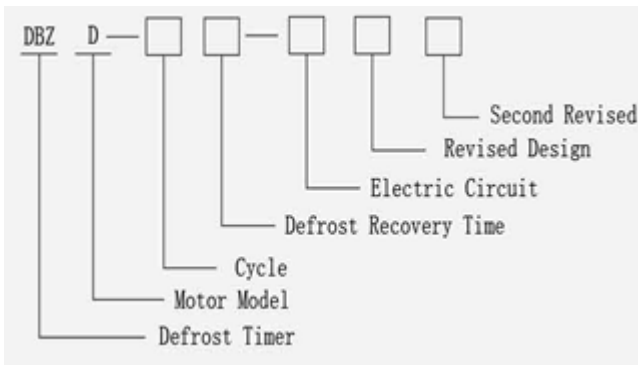 DBZ D
Second Revised
Revised Design
Electric Circuit
Defrost Recovery Time
Cycle
Motor Model
Defrost Timer